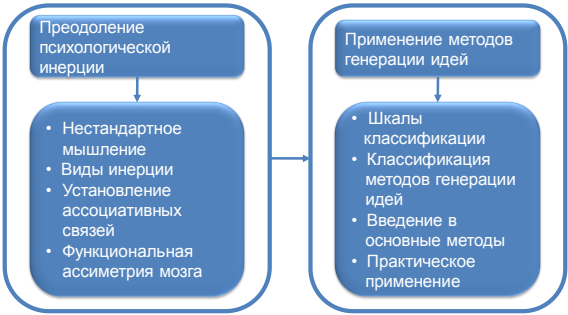 Преодоление
психологической
инерции
• Нестандартное
мышление
• Виды инерции
• Установление
ассоциативных
связей
• Функциональная
ассиметрия мозга
Применение методов
генерации идей
• Шкалы
классификации
• Классификация
методов генерации
идей
• Введение в
основные методы
• Практическое
применение